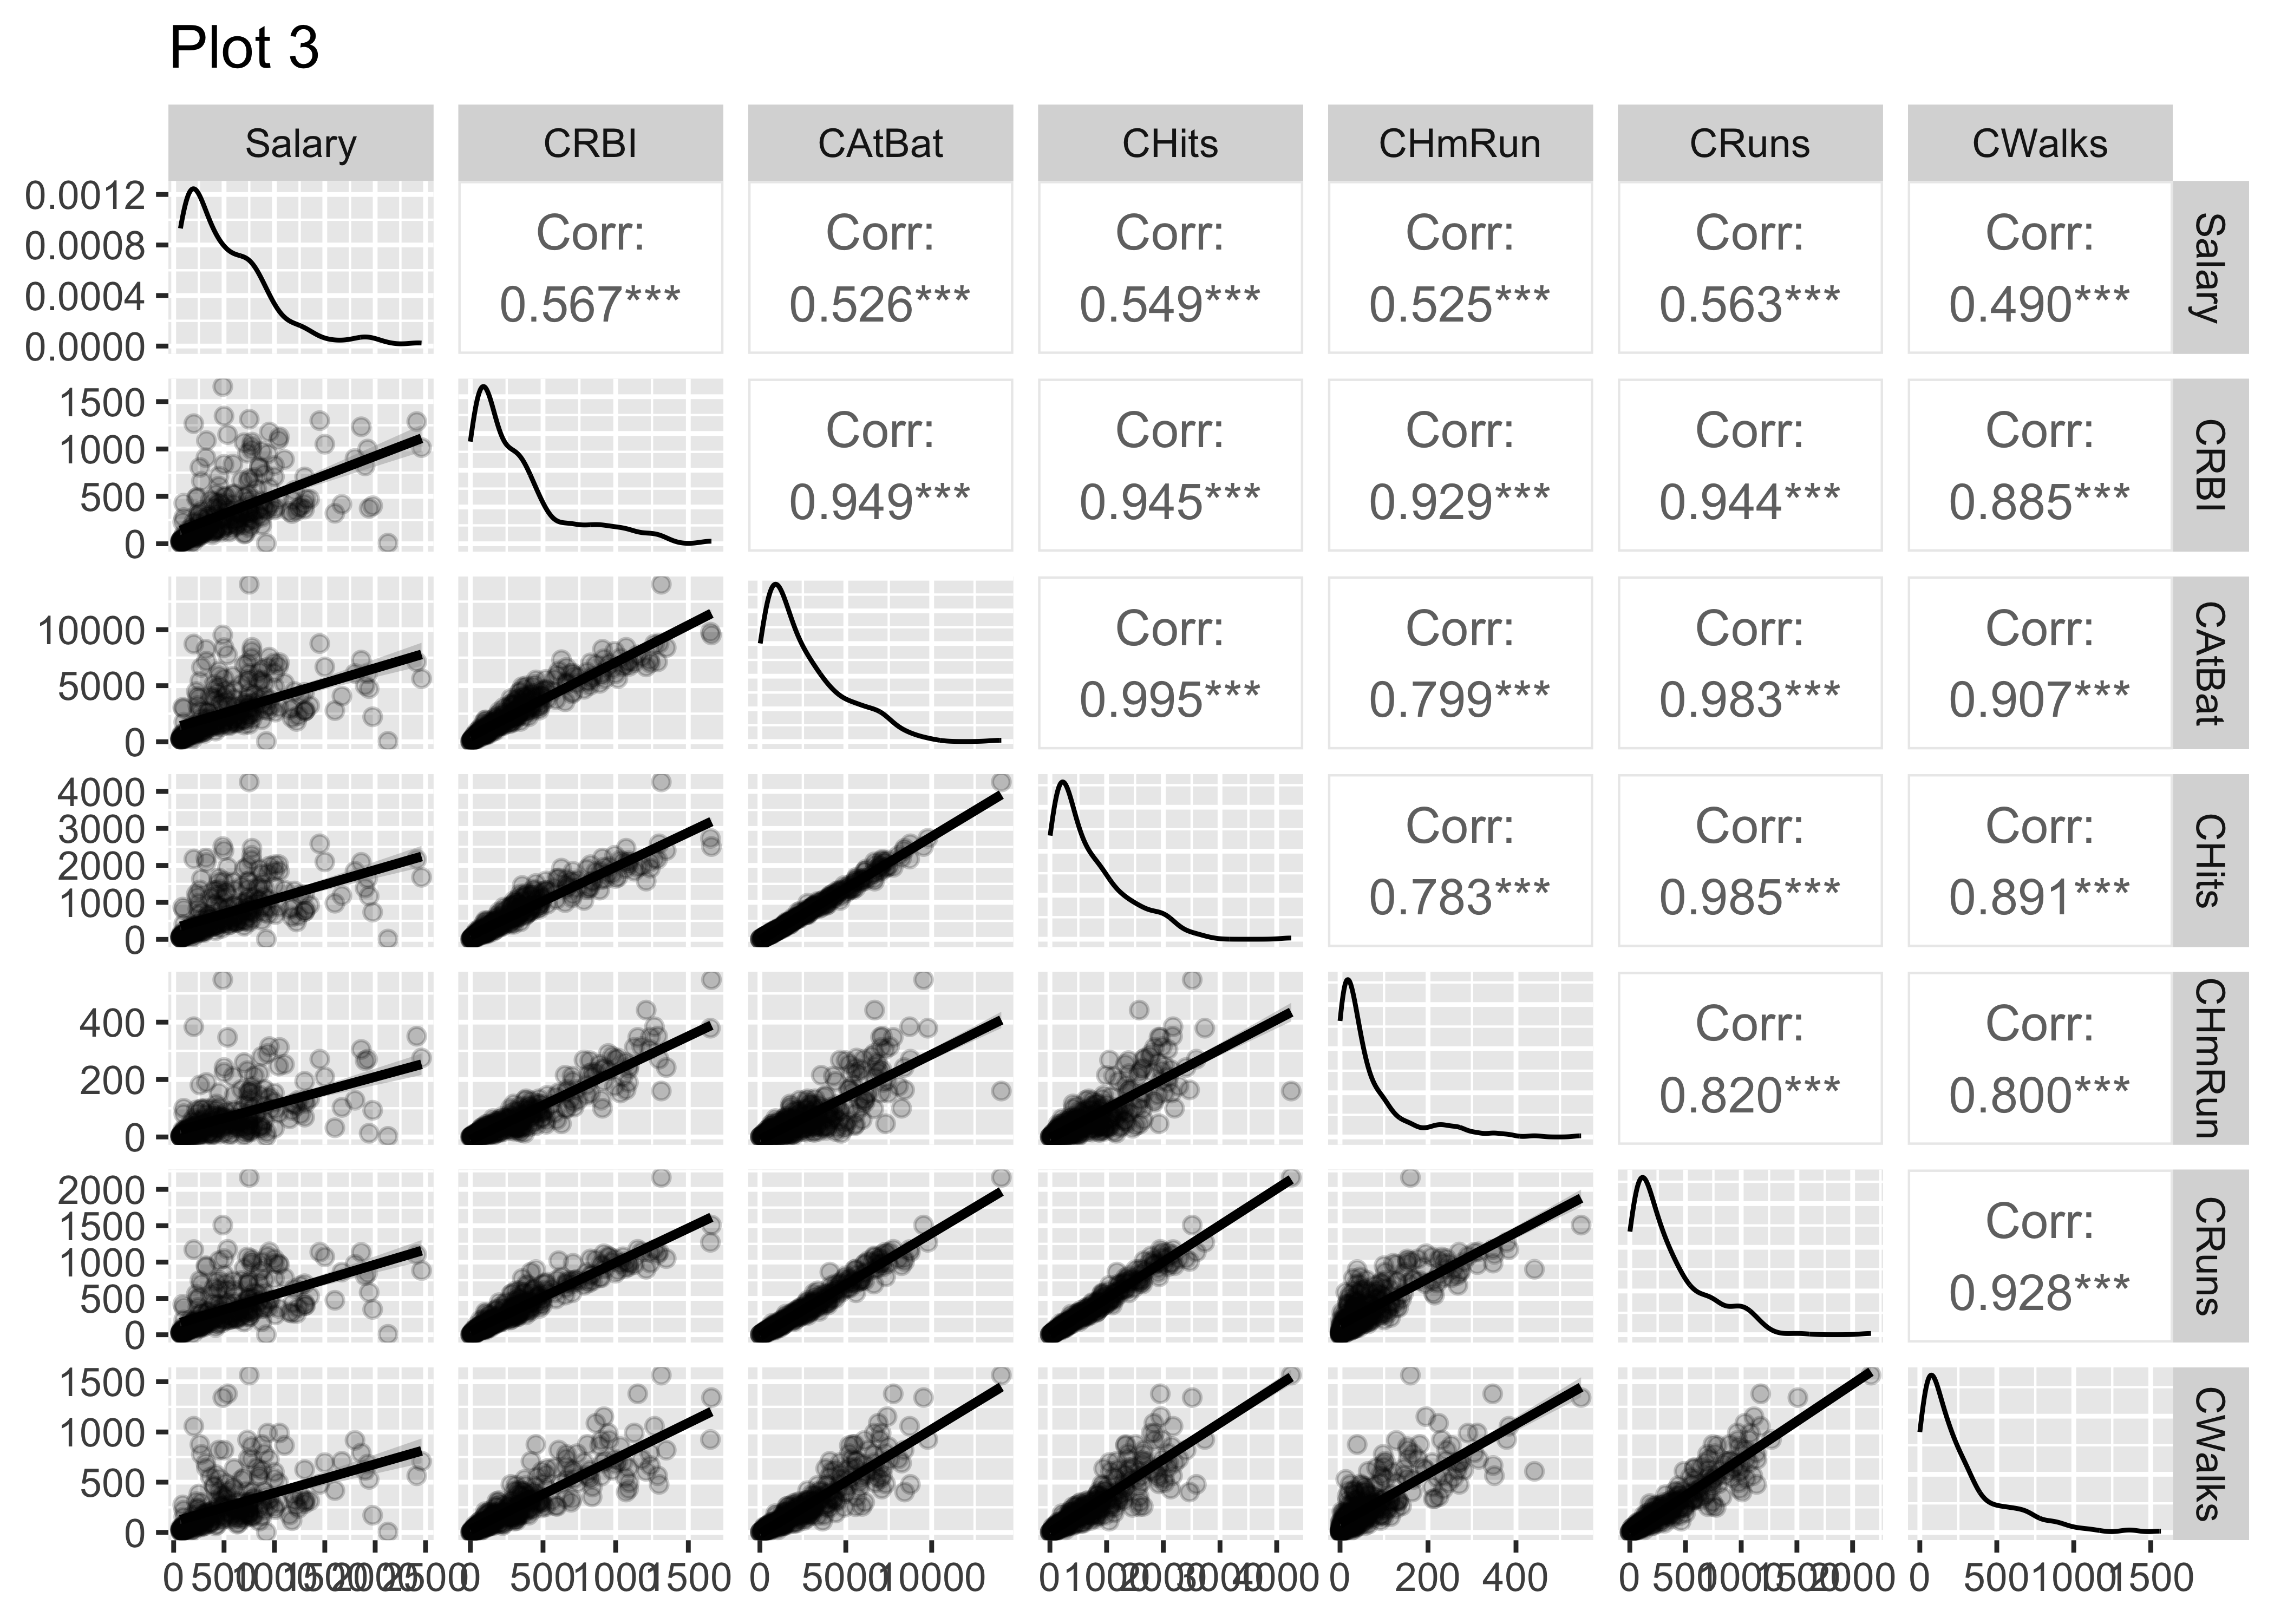 Plot 3
Salary CRBI CAtBat CHits CHmRun CRuns CWalks
0.0012
0.0008
0.0004
0.0000
Corr: Corr: Corr: Corr: Corr: Corr:
0.567*** 0.526*** 0.549*** 0.525*** 0.563*** 0.490***
Salary
1500
1000
500
0
Corr: Corr: Corr: Corr: Corr:
0.949*** 0.945*** 0.929*** 0.944*** 0.885***
CRBI
10000
5000
0
Corr: Corr: Corr: Corr:
0.995*** 0.799*** 0.983*** 0.907***
CAtBat
4000
3000
2000
1000
0
Corr: Corr: Corr:
0.783*** 0.985*** 0.891***
CHits
400
200
0
Corr: Corr:
0.820*** 0.800***
CHmRun
2000
1500
1000
500
0
Corr:
0.928***
CRuns
1500
1000
500
0
CWalks
0 500 1000 1500 2000 2500 0 500 1000 1500 0 5000 10000 0 1000 2000 3000 4000 0 200 400 0 500 1000 1500 2000 0 500 1000 1500